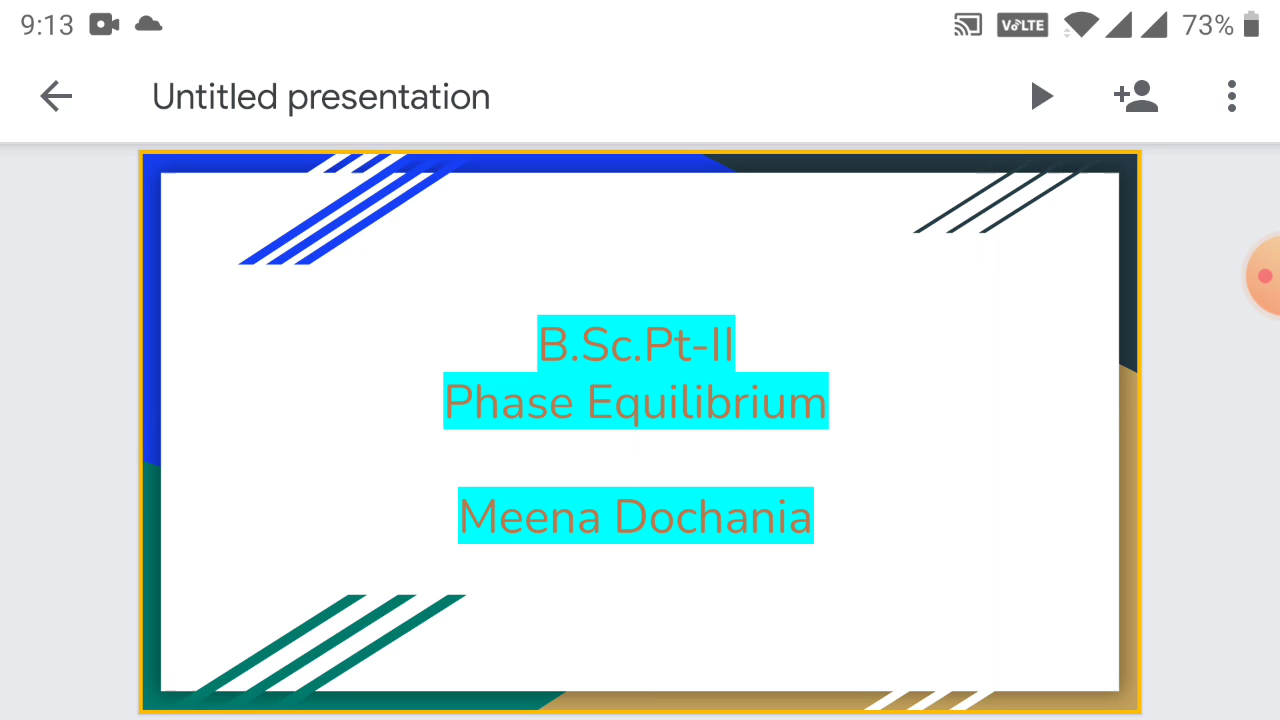 9:13
VoLTE
73%
Untitled presentation
B.Sc.Pt-II
Phase Equilibrium
Meena Dochania